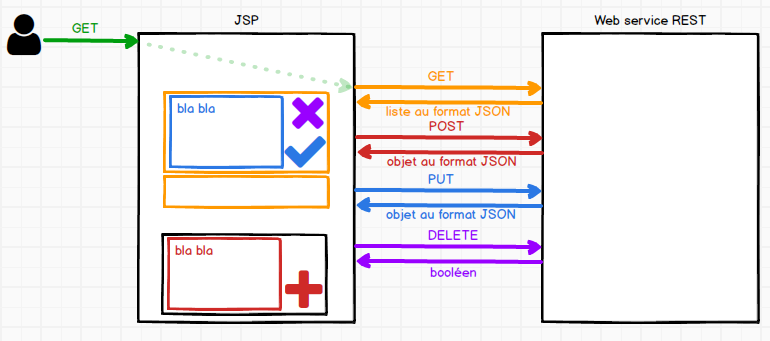 JSP
Web service REST
GET
GET
liste au format JSON
bla bla
POST
objet au format JSON
PUT
objet au format JSON
DELETE
bla bla
booléen